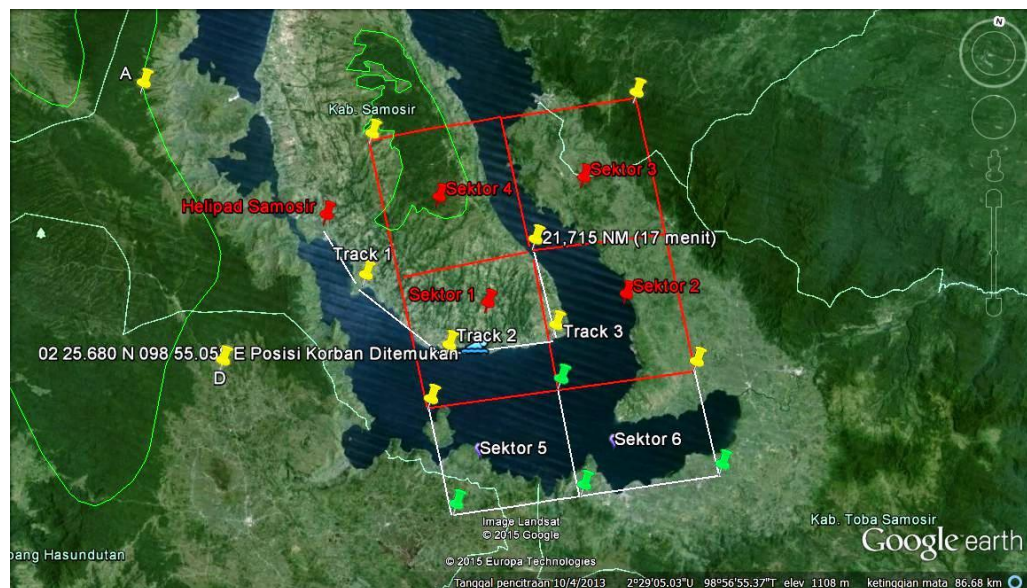 N
A
Kab. Samosir
Sektor 3
Sektor 4
Helipad Samosir
21,715 NM (17 menit)
Track 1
Sektor 2
Sektor 1
Track 2
Track 3
02 25.680 N 098 55.05 E Posisi Korban Ditemukan
D
Sektor 5
Sektor 6
Image Landsat
© 2015 Google
Kab. Toba Samosir
Google earth
Hasundutan
© 2015 Europa Technologies
Tanggal pencitraan:10/4/2013 2°29'05.03"U 98°56'55.37"T elev 1108 m ketinggian mata 86.68 km